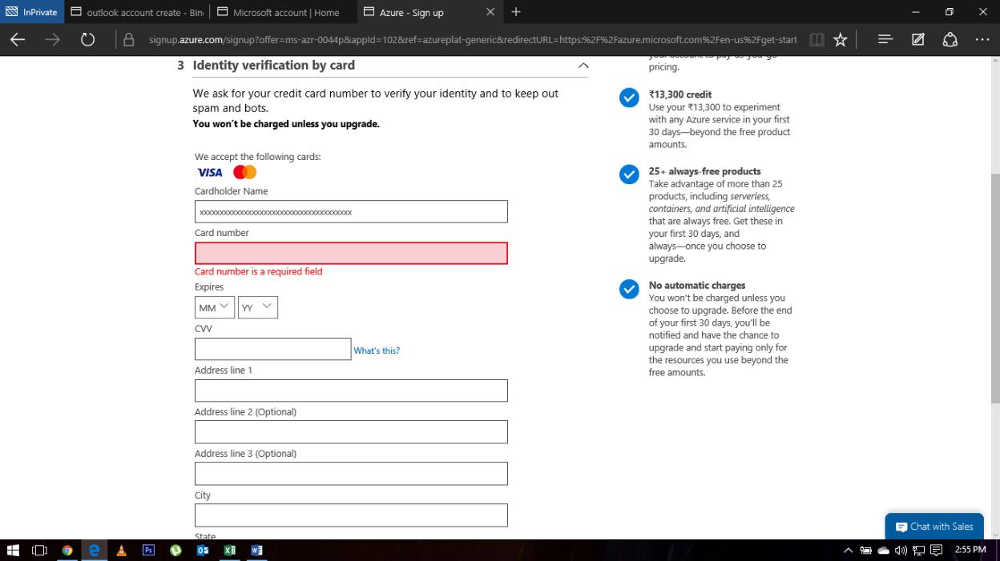 InPrivate
outlook account create - Bin
Microsoft account | Home
Azure - Sign up
signup.azure.com/signup?offer=ms-azr-0044p&appId=102&ref=azureplat-generic&redirectURL=https:%2F%2Fazure.microsoft.com%2Fen-us%2Fget-start
3 Identity verification by card
We ask for your credit card number to verify your identity and to keep out
spam and bots.
You won't be charged unless you upgrade.
We accept the following cards:
VISA
Cardholder Name
Card number
Card number is a required field
Expires
MM YY
CVV
What's this?
Address line 1
Address line 2 (Optional)
Address line 3 (Optional)
City
State
your account to pay-as-you-go
pricing.
₹13,300 credit
Use your ₹13,300 to experiment
with any Azure service in your first
30 days—beyond the free product
amounts.
25+ always-free products
Take advantage of more than 25
products, including serverless,
containers, and artificial intelligence
that are always free. Get these in
your first 30 days, and
always—once you choose to
upgrade.
No automatic charges
You won't be charged unless you
choose to upgrade. Before the end
of your first 30 days, you'll be
notified and have the chance to
upgrade and start paying only for
the resources you use beyond the
free amounts.
Chat with Sales
Ps
2:55 PM